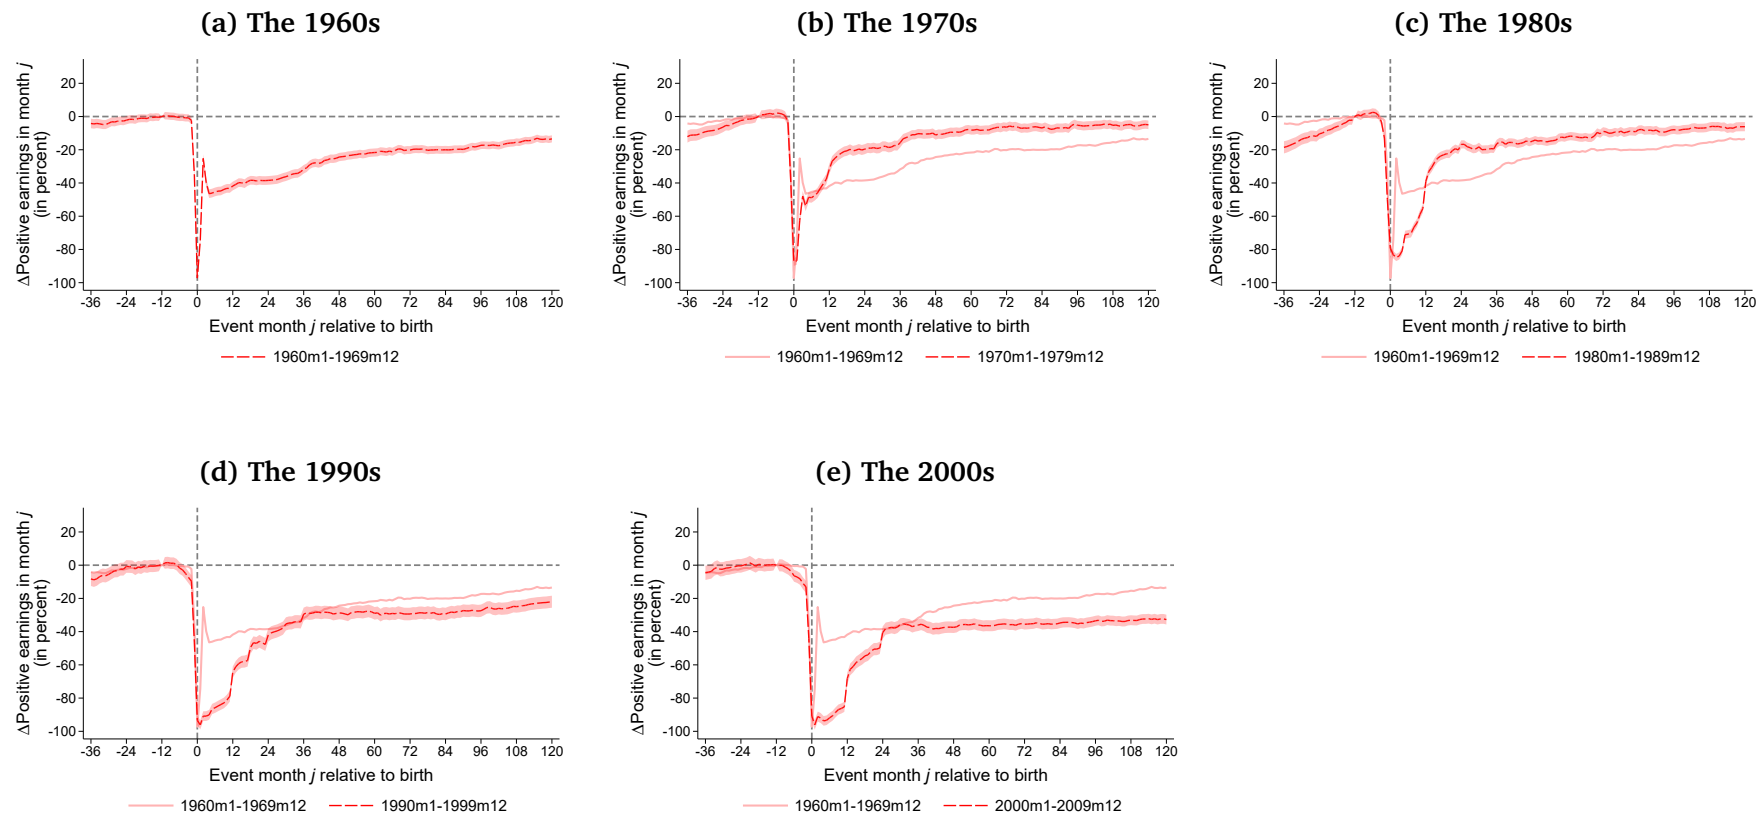 (a) The 1960s
ΔPositive earnings in month j
(in percent)
20
0
-20
-40
-60
-80
-100
-36 -24 -12 0 12 24 36 48 60 72 84 96 108 120
Event month j relative to birth
1960m1-1969m12
(b) The 1970s
ΔPositive earnings in month j
(in percent)
20
0
-20
-40
-60
-80
-100
-36 -24 -12 0 12 24 36 48 60 72 84 96 108 120
Event month j relative to birth
1960m1-1969m12 1970m1-1979m12
(c) The 1980s
ΔPositive earnings in month j
(in percent)
20
0
-20
-40
-60
-80
-100
-36 -24 -12 0 12 24 36 48 60 72 84 96 108 120
Event month j relative to birth
1960m1-1969m12 1980m1-1989m12
(d) The 1990s
ΔPositive earnings in month j
(in percent)
20
0
-20
-40
-60
-80
-100
-36 -24 -12 0 12 24 36 48 60 72 84 96 108 120
Event month j relative to birth
1960m1-1969m12 1990m1-1999m12
(e) The 2000s
ΔPositive earnings in month j
(in percent)
20
0
-20
-40
-60
-80
-100
-36 -24 -12 0 12 24 36 48 60 72 84 96 108 120
Event month j relative to birth
1960m1-1969m12 2000m1-2009m12